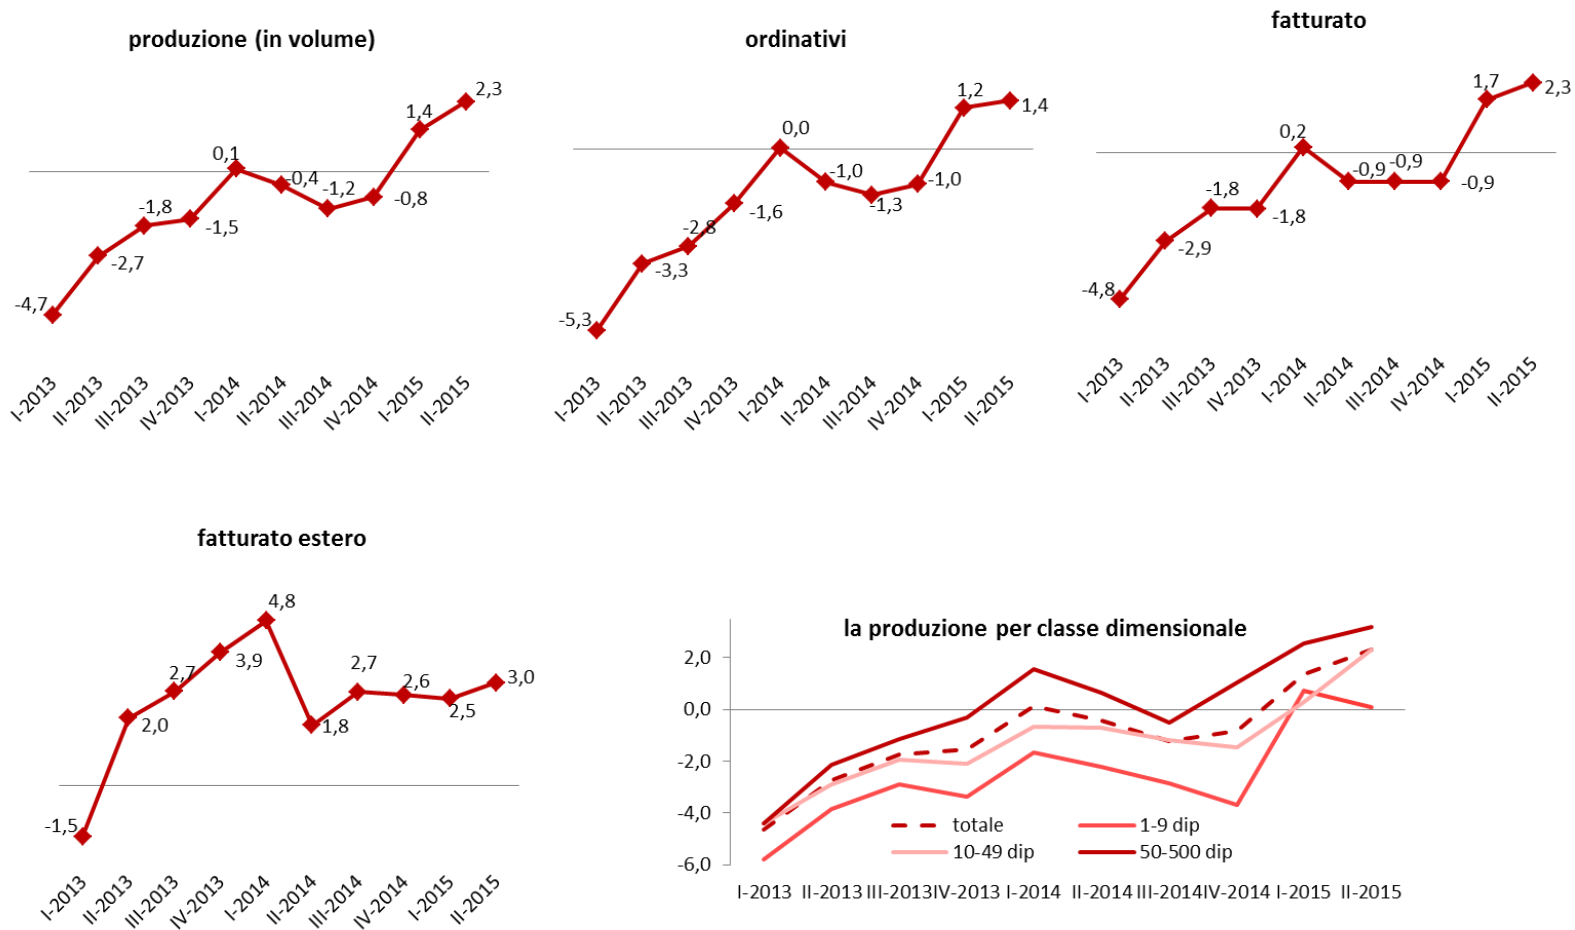 produzione (in volume)
-4,7
-2,7
-1,8
-1,5
0,1
-0,4
-1,2
-0,8
1,4
2,3
I-2013
II-2013
III-2013
IV-2013
I-2014
II-2014
III-2014
IV-2014
I-2015
II-2015
ordinativi
-5,3
-3,3
-2,8
-1,6
0,0
-1,0
-1,3
-1,0
1,2
1,4
I-2013
II-2013
III-2013
IV-2013
I-2014
II-2014
III-2014
IV-2014
I-2015
II-2015
fatturato
-4,8
-2,9
-1,8
-1,8
0,2
-0,9
-0,9
-0,9
1,7
2,3
I-2013
II-2013
III-2013
IV-2013
I-2014
II-2014
III-2014
IV-2014
I-2015
II-2015
fatturato estero
-1,5
2,0
2,7
3,9
4,8
1,8
2,7
2,6
2,5
3,0
I-2013
II-2013
III-2013
IV-2013
I-2014
II-2014
III-2014
IV-2014
I-2015
II-2015
la produzione per classe dimensionale
2,0
0,0
-2,0
-4,0
-6,0
totale
1-9 dip
10-49 dip
50-500 dip
I-2013 II-2013 III-2013 IV-2013 I-2014 II-2014 III-2014 IV-2014 I-2015 II-2015